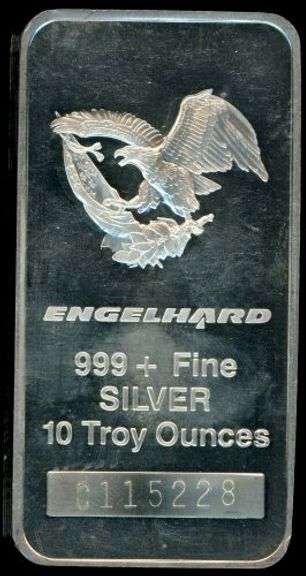 ENGELHARD
999+ Fine
SILVER
10 Troy Ounces
C115228